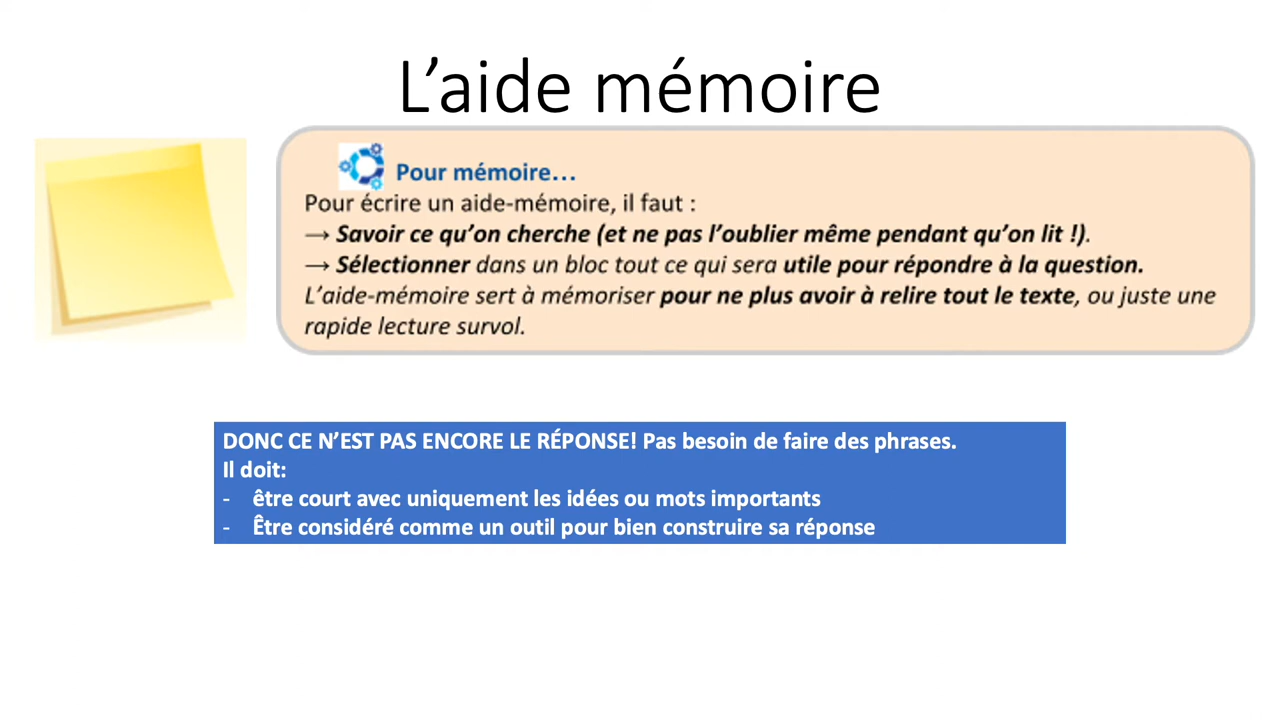 L’aide mémoire
Pour mémoire…
Pour écrire un aide-mémoire, il faut :
→ Savoir ce qu’on cherche (et ne pas l’oublier même pendant qu’on lit !).
→ Sélectionner dans un bloc tout ce qui sera utile pour répondre à la question.
L’aide-mémoire sert à mémoriser pour ne plus avoir à relire tout le texte, ou juste une
rapide lecture survol.
DONC CE N’EST PAS ENCORE LE RÉPONSE! Pas besoin de faire des phrases.
Il doit:
- être court avec uniquement les idées ou mots importants
- Être considéré comme un outil pour bien construire sa réponse